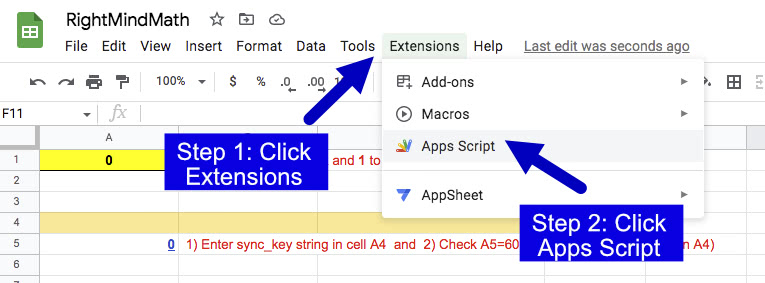 RightMindMath
File Edit View Insert Format Data Tools Extensions Help Last edit was seconds ago
100% $ % .0 .00
F11 fx
Add-ons
Macros
Apps Script
AppSheet
A
1 0 and 1 to
2
3
4
5 0 1) Enter sync_key string in cell A4 and 2) Check A5=60 n A4)
Step 1: Click
Extensions
Step 2: Click
Apps Script